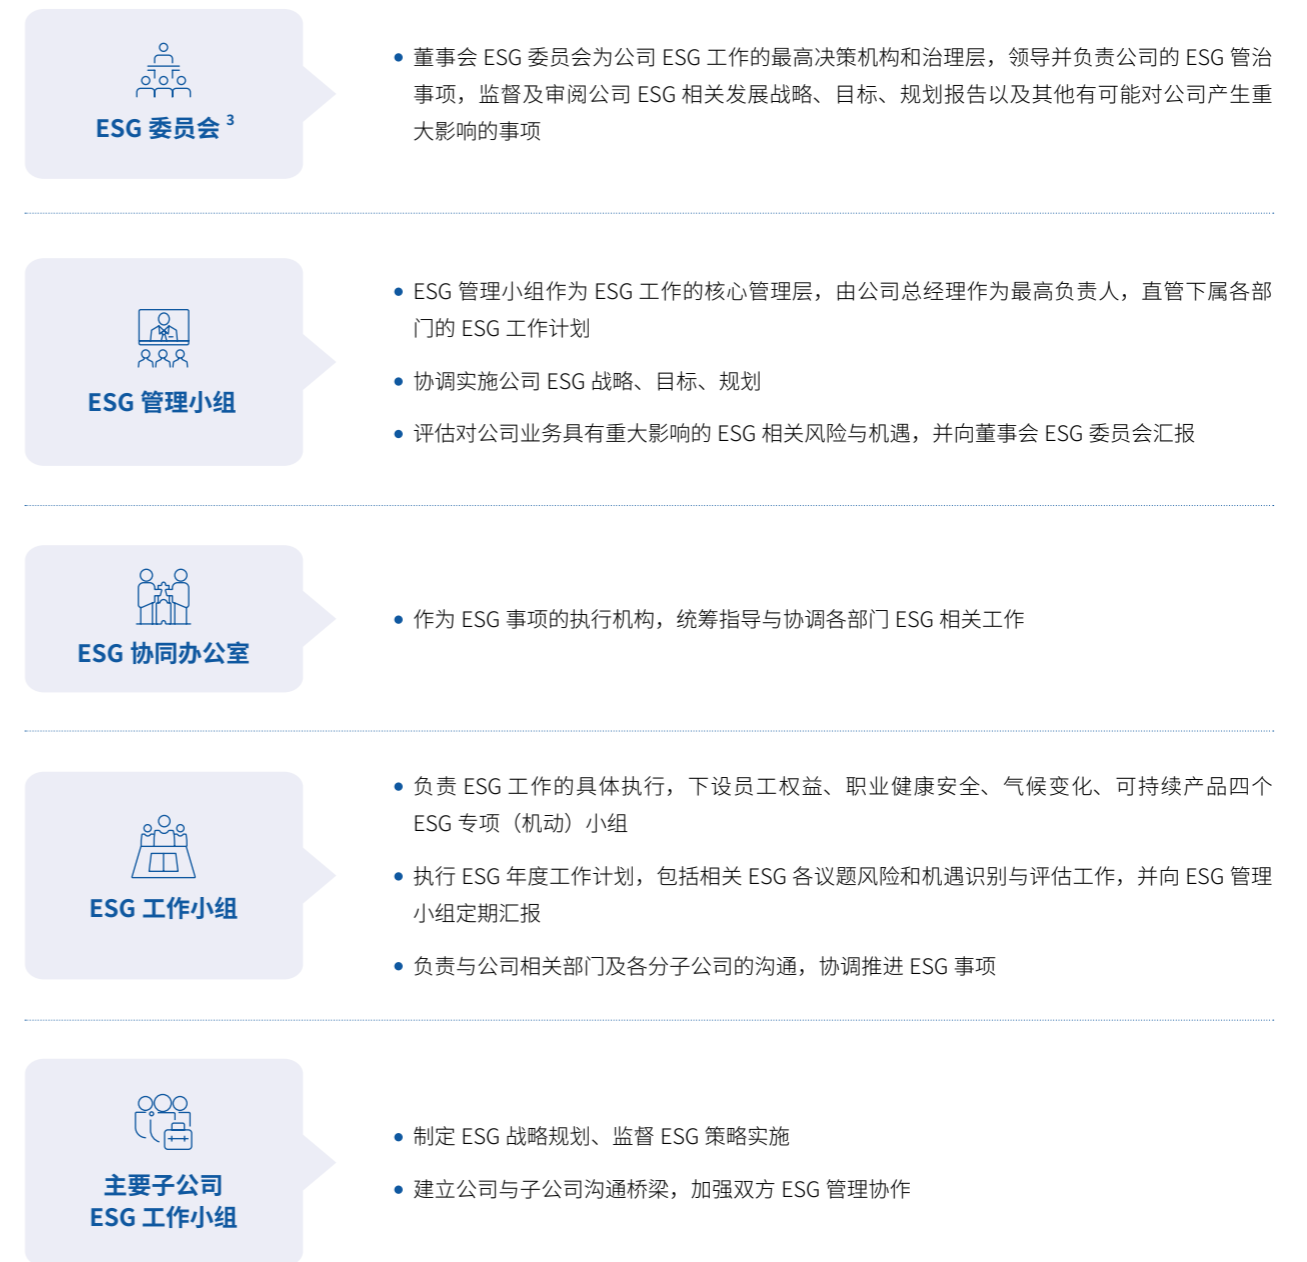 ESG 委员会 3
• 董事会 ESG 委员会为公司 ESG 工作的最高决策机构和治理层，领导并负责公司的 ESG 管治
事项，监督及审阅公司 ESG 相关发展战略、目标、规划报告以及其他有可能对公司产生重
大影响的事项
ESG 管理小组
• ESG 管理小组作为 ESG 工作的核心管理层，由公司总经理作为最高负责人，直管下属各部
门的 ESG 工作计划
• 协调实施公司 ESG 战略、目标、规划
• 评估对公司业务具有重大影响的 ESG 相关风险与机遇，并向董事会 ESG 委员会汇报
ESG 协同办公室
• 作为 ESG 事项的执行机构，统筹指导与协调各部门 ESG 相关工作
ESG 工作小组
• 负责 ESG 工作的具体执行，下设员工权益、职业健康安全、气候变化、可持续产品四个
ESG 专项（机动）小组
• 执行 ESG 年度工作计划，包括相关 ESG 各议题风险和机遇识别与评估工作，并向 ESG 管理
小组定期汇报
• 负责与公司相关部门及各分子公司的沟通，协调推进 ESG 事项
主要子公司
ESG 工作小组
• 制定 ESG 战略规划、监督 ESG 策略实施
• 建立公司与子公司沟通桥梁，加强双方 ESG 管理协作